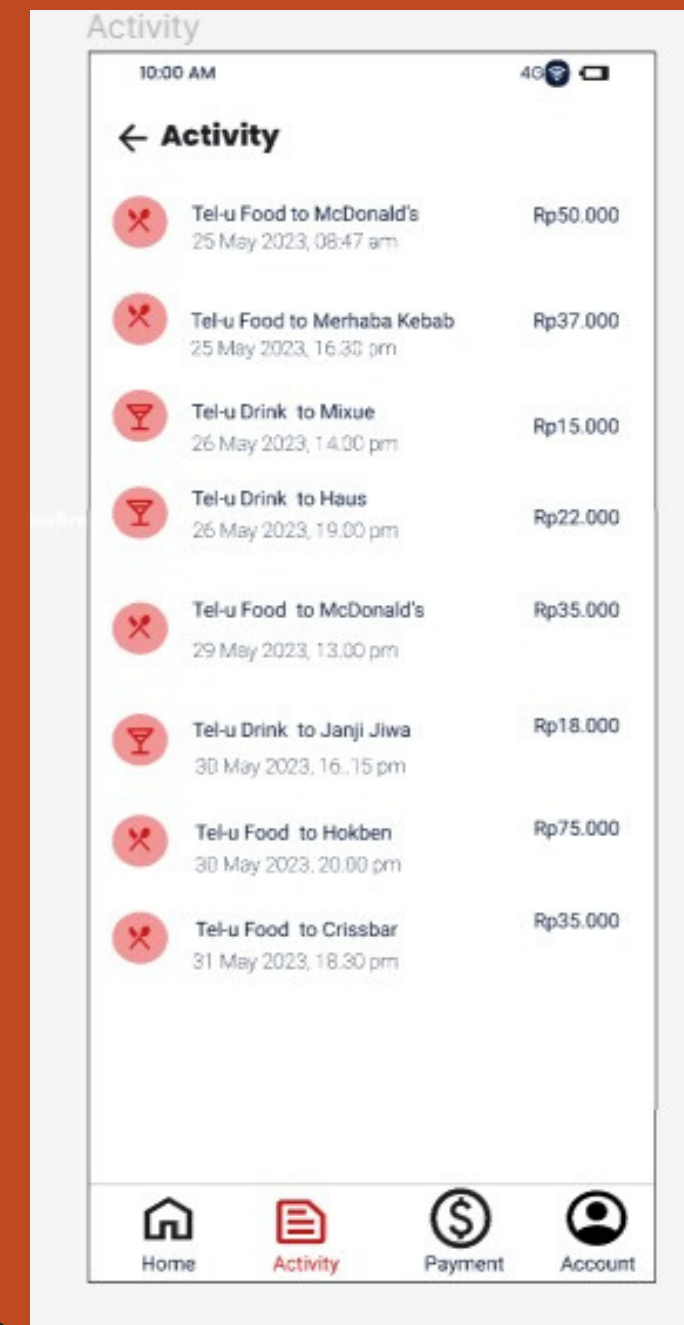 Activity
10:00 AM 4G
Activity
Tel-u Food to McDonald's Rp50.000
25 May 2023, 08:47 am
Tel-u Food to Merhaba Kebab Rp37.000
25 May 2023, 16.30 pm
Tel-u Drink to Mixue Rp15.000
26 May 2023, 14.00 pm
Tel-u Drink to Haus Rp22.000
26 May 2023, 19.00 pm
Tel-u Food to McDonald's Rp35.000
29 May 2023, 13.00 pm
Tel-u Drink to Janji Jiwa Rp18.000
30 May 2023, 16..15 pm
Tel-u Food to Hokben Rp75.000
30 May 2023, 20.00 pm
Tel-u Food to Crissbar Rp35.000
31 May 2023, 18.30 pm
Home Activity Payment Account